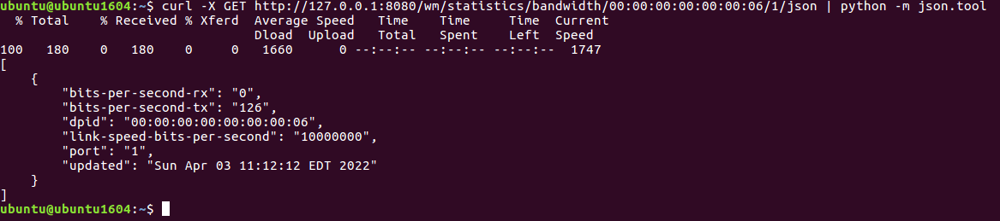 ubuntu@ubuntu1604:~$ curl -X GET http://127.0.0.1:8080/wm/statistics/bandwidth/00:00:00:00:00:00:00:06/1/json | python -m json.tool
  % Total    % Received % Xferd  Average Speed   Time    Time     Time  Current
                                 Dload  Upload   Total   Spent    Left  Speed
100   180    0   180    0     0   1660      0 --:--:-- --:--:-- --:--:--  1747
[
    {
        "bits-per-second-rx": "0",
        "bits-per-second-tx": "126",
        "dpid": "00:00:00:00:00:00:00:06",
        "link-speed-bits-per-second": "10000000",
        "port": "1",
        "updated": "Sun Apr 03 11:12:12 EDT 2022"
    }
]
ubuntu@ubuntu1604:~$